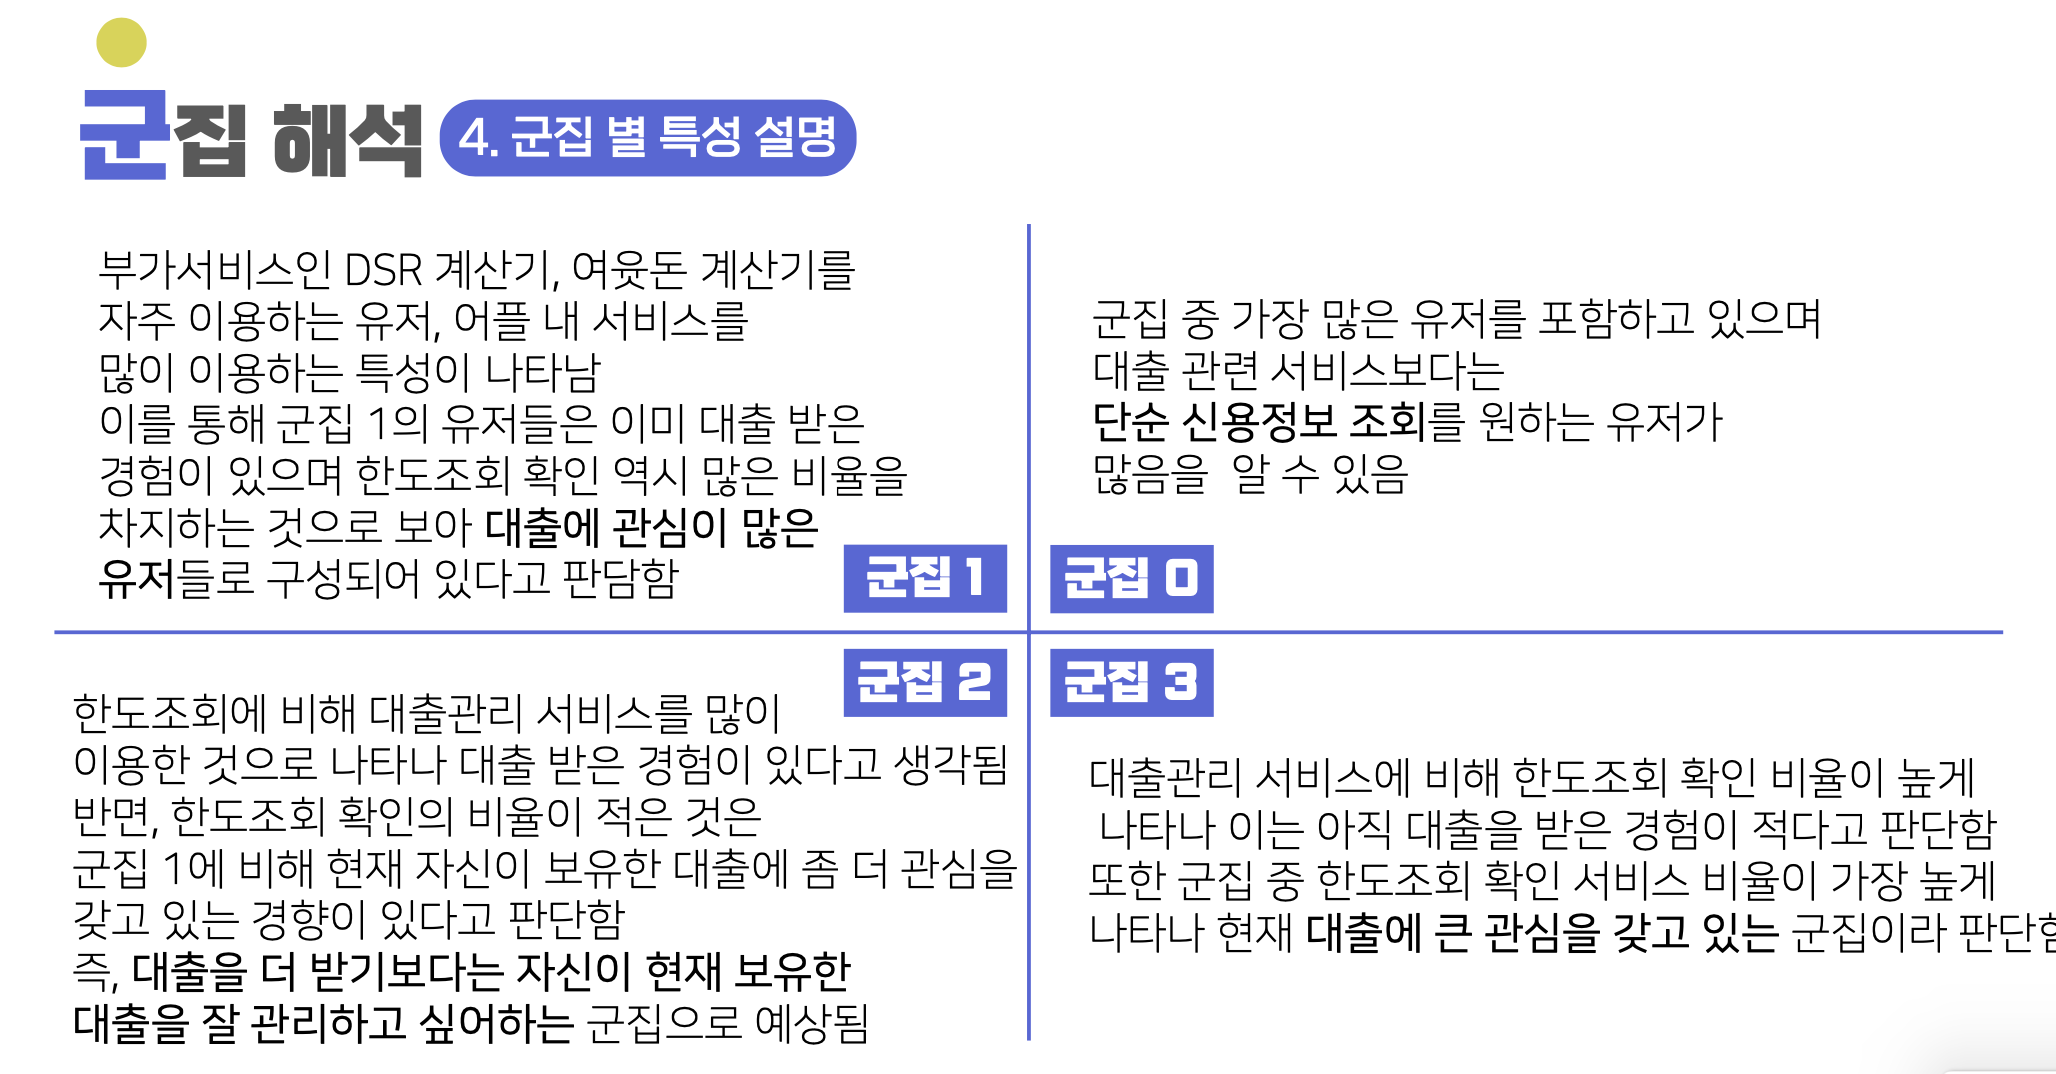 군집 해석 4. 군집 별 특성 설명
부가서비스인 DSR 계산기, 여윳돈 계산기를
자주 이용하는 유저, 어플 내 서비스를
많이 이용하는 특성이 나타남
이를 통해 군집 1의 유저들은 이미 대출 받은
경험이 있으며 한도조회 확인 역시 많은 비율을
차지하는 것으로 보아 대출에 관심이 많은
유저들로 구성되어 있다고 판담함
군집 1
군집 중 가장 많은 유저를 포함하고 있으며
대출 관련 서비스보다는
단순 신용정보 조회를 원하는 유저가
많음을 알 수 있음
군집 0
군집 2
한도조회에 비해 대출관리 서비스를 많이
이용한 것으로 나타나 대출 받은 경험이 있다고 생각됨
반면, 한도조회 확인의 비율이 적은 것은
군집 1에 비해 현재 자신이 보유한 대출에 좀 더 관심을
갖고 있는 경향이 있다고 판단함
즉, 대출을 더 받기보다는 자신이 현재 보유한
대출을 잘 관리하고 싶어하는 군집으로 예상됨
군집 3
대출관리 서비스에 비해 한도조회 확인 비율이 높게
나타나 이는 아직 대출을 받은 경험이 적다고 판단함
또한 군집 중 한도조회 확인 서비스 비율이 가장 높게
나타나 현재 대출에 큰 관심을 갖고 있는 군집이라 판단함